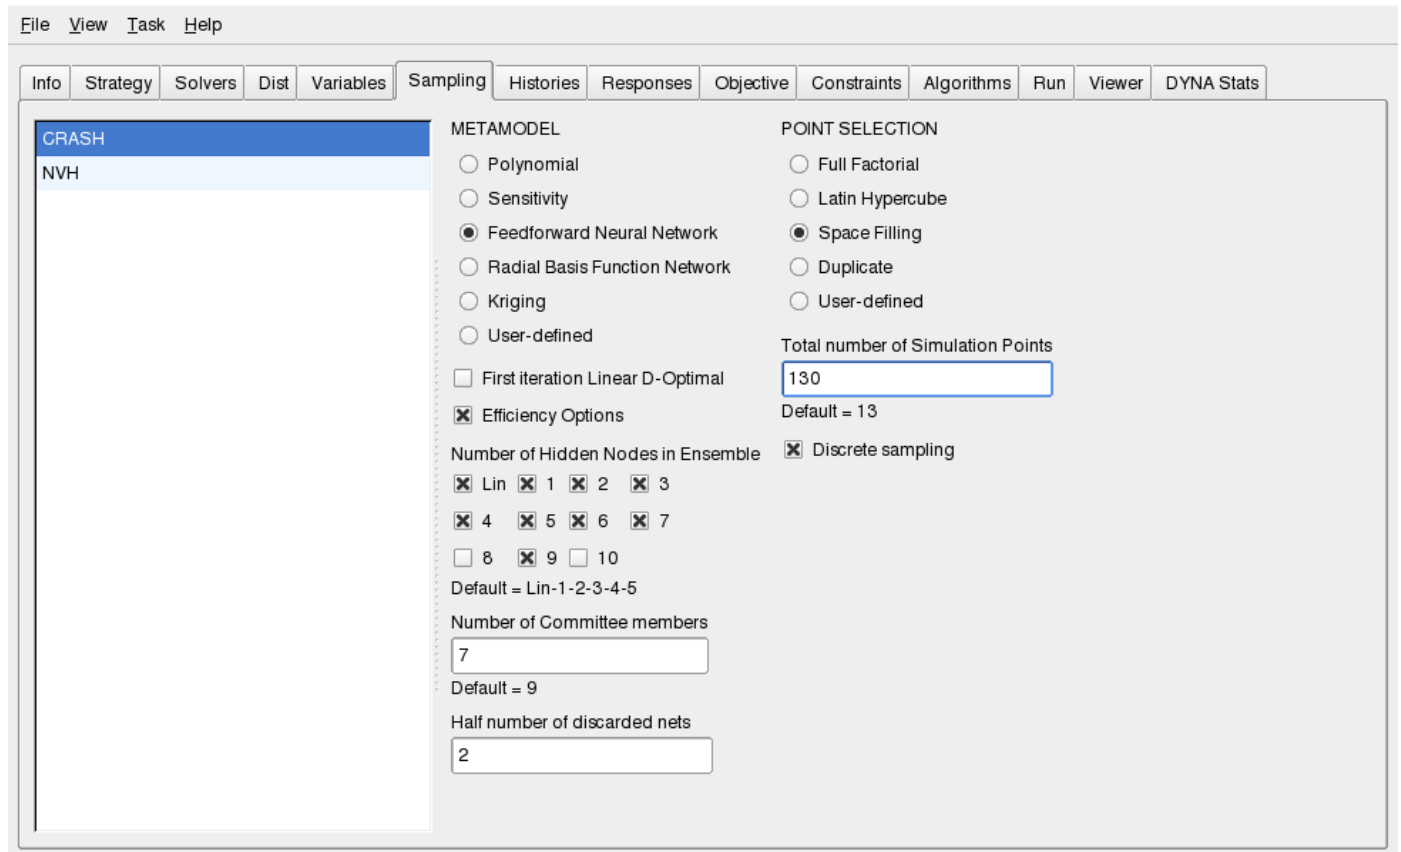 File View Task Help
Info Strategy Solvers Dist Variables Sampling Histories Responses Objective Constraints Algorithms Run Viewer DYNA Stats
CRASH
NVH
METAMODEL
Polynomial
Sensitivity
Feedforward Neural Network
Radial Basis Function Network
Kriging
User-defined
First iteration Linear D-Optimal
Efficiency Options
Number of Hidden Nodes in Ensemble
Lin 1 2 3
4 5 6 7
8 9 10
Default = Lin-1-2-3-4-5
Number of Committee members
7
Default = 9
Half number of discarded nets
2
POINT SELECTION
Full Factorial
Latin Hypercube
Space Filling
Duplicate
User-defined
Total number of Simulation Points
130
Default = 13
Discrete sampling